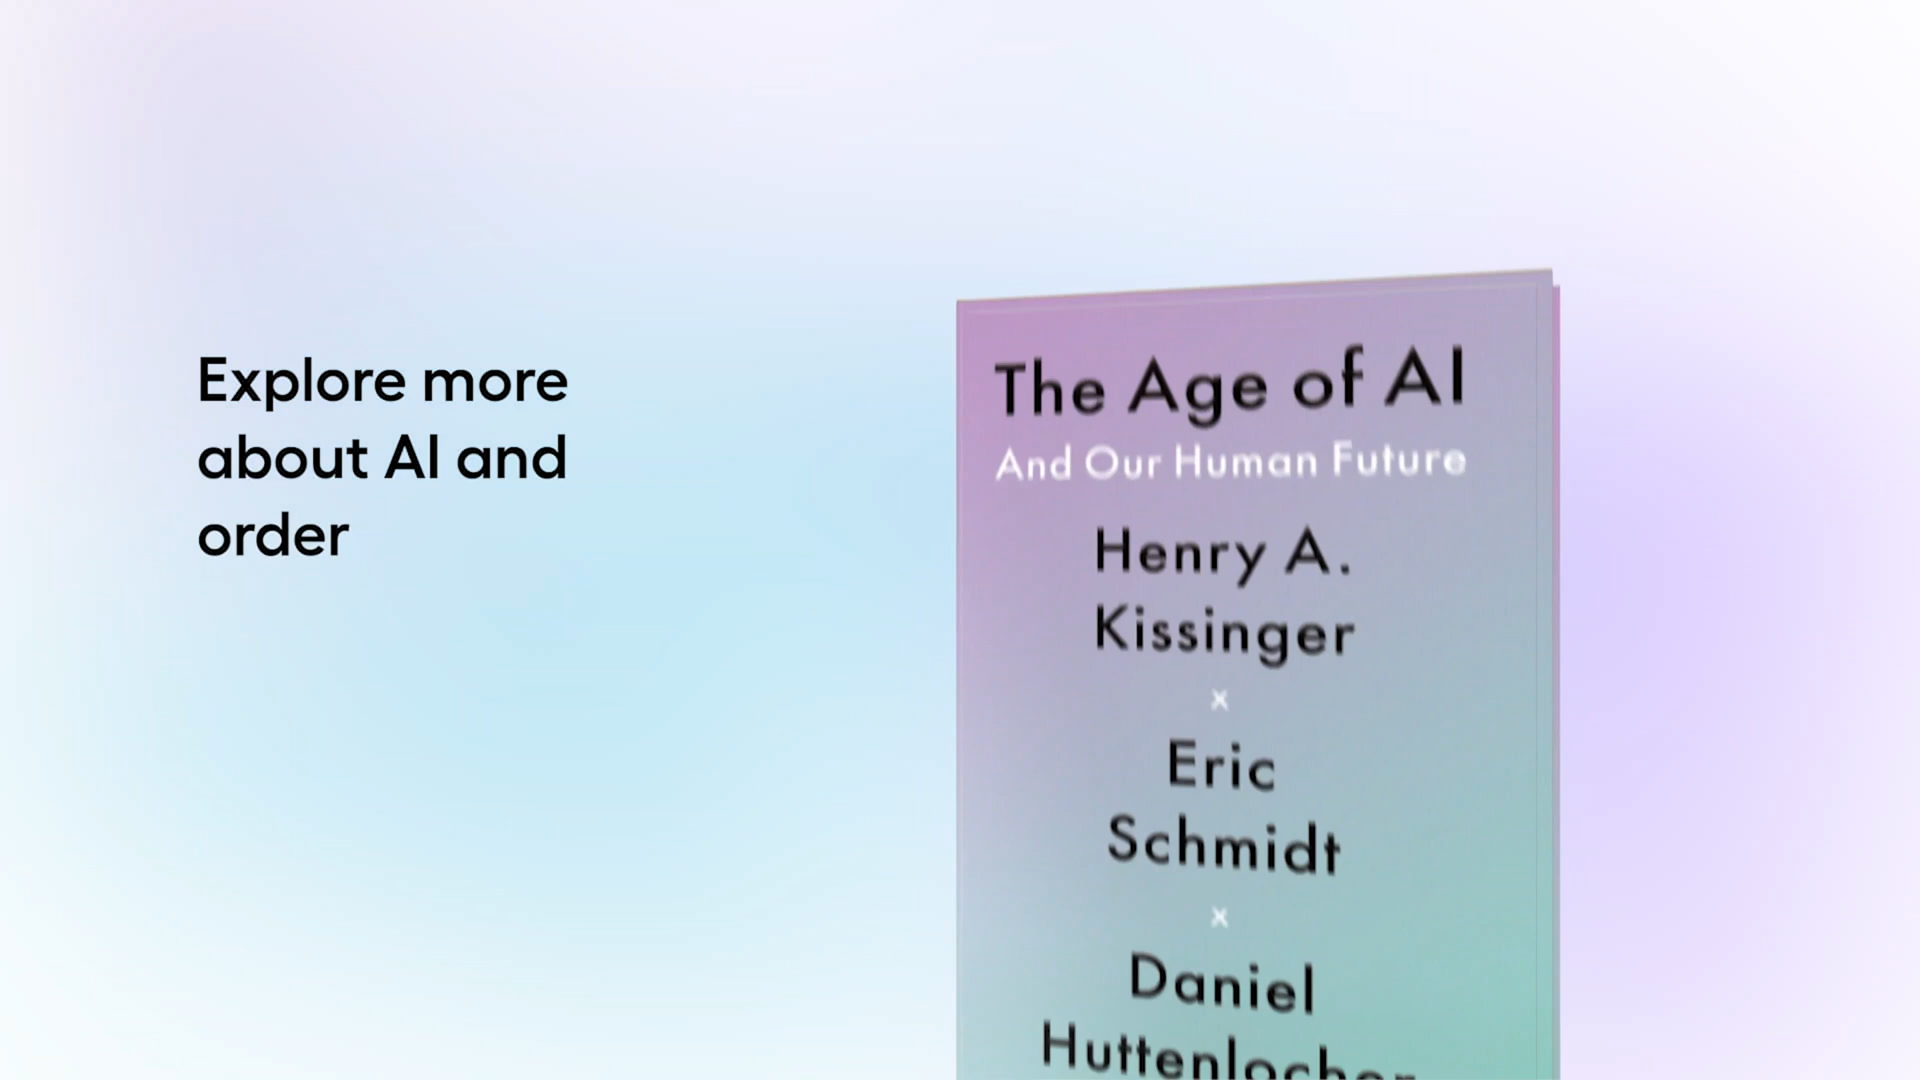 Explore more
about AI and
order
The Age of AI
And Our Human Future
Henry A.
Kissinger
x
Eric
Schmidt
x
Daniel
Huttenlocher